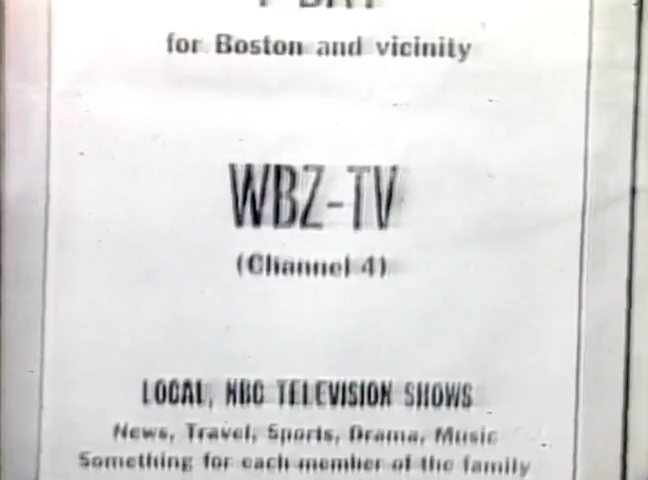 for Boston and vicinity
WBZ-TV
(Channel 4)
LOCAL, NBC TELEVISION SHOWS
News, Travel, Sports, Drama, Music
Something for each member of the family